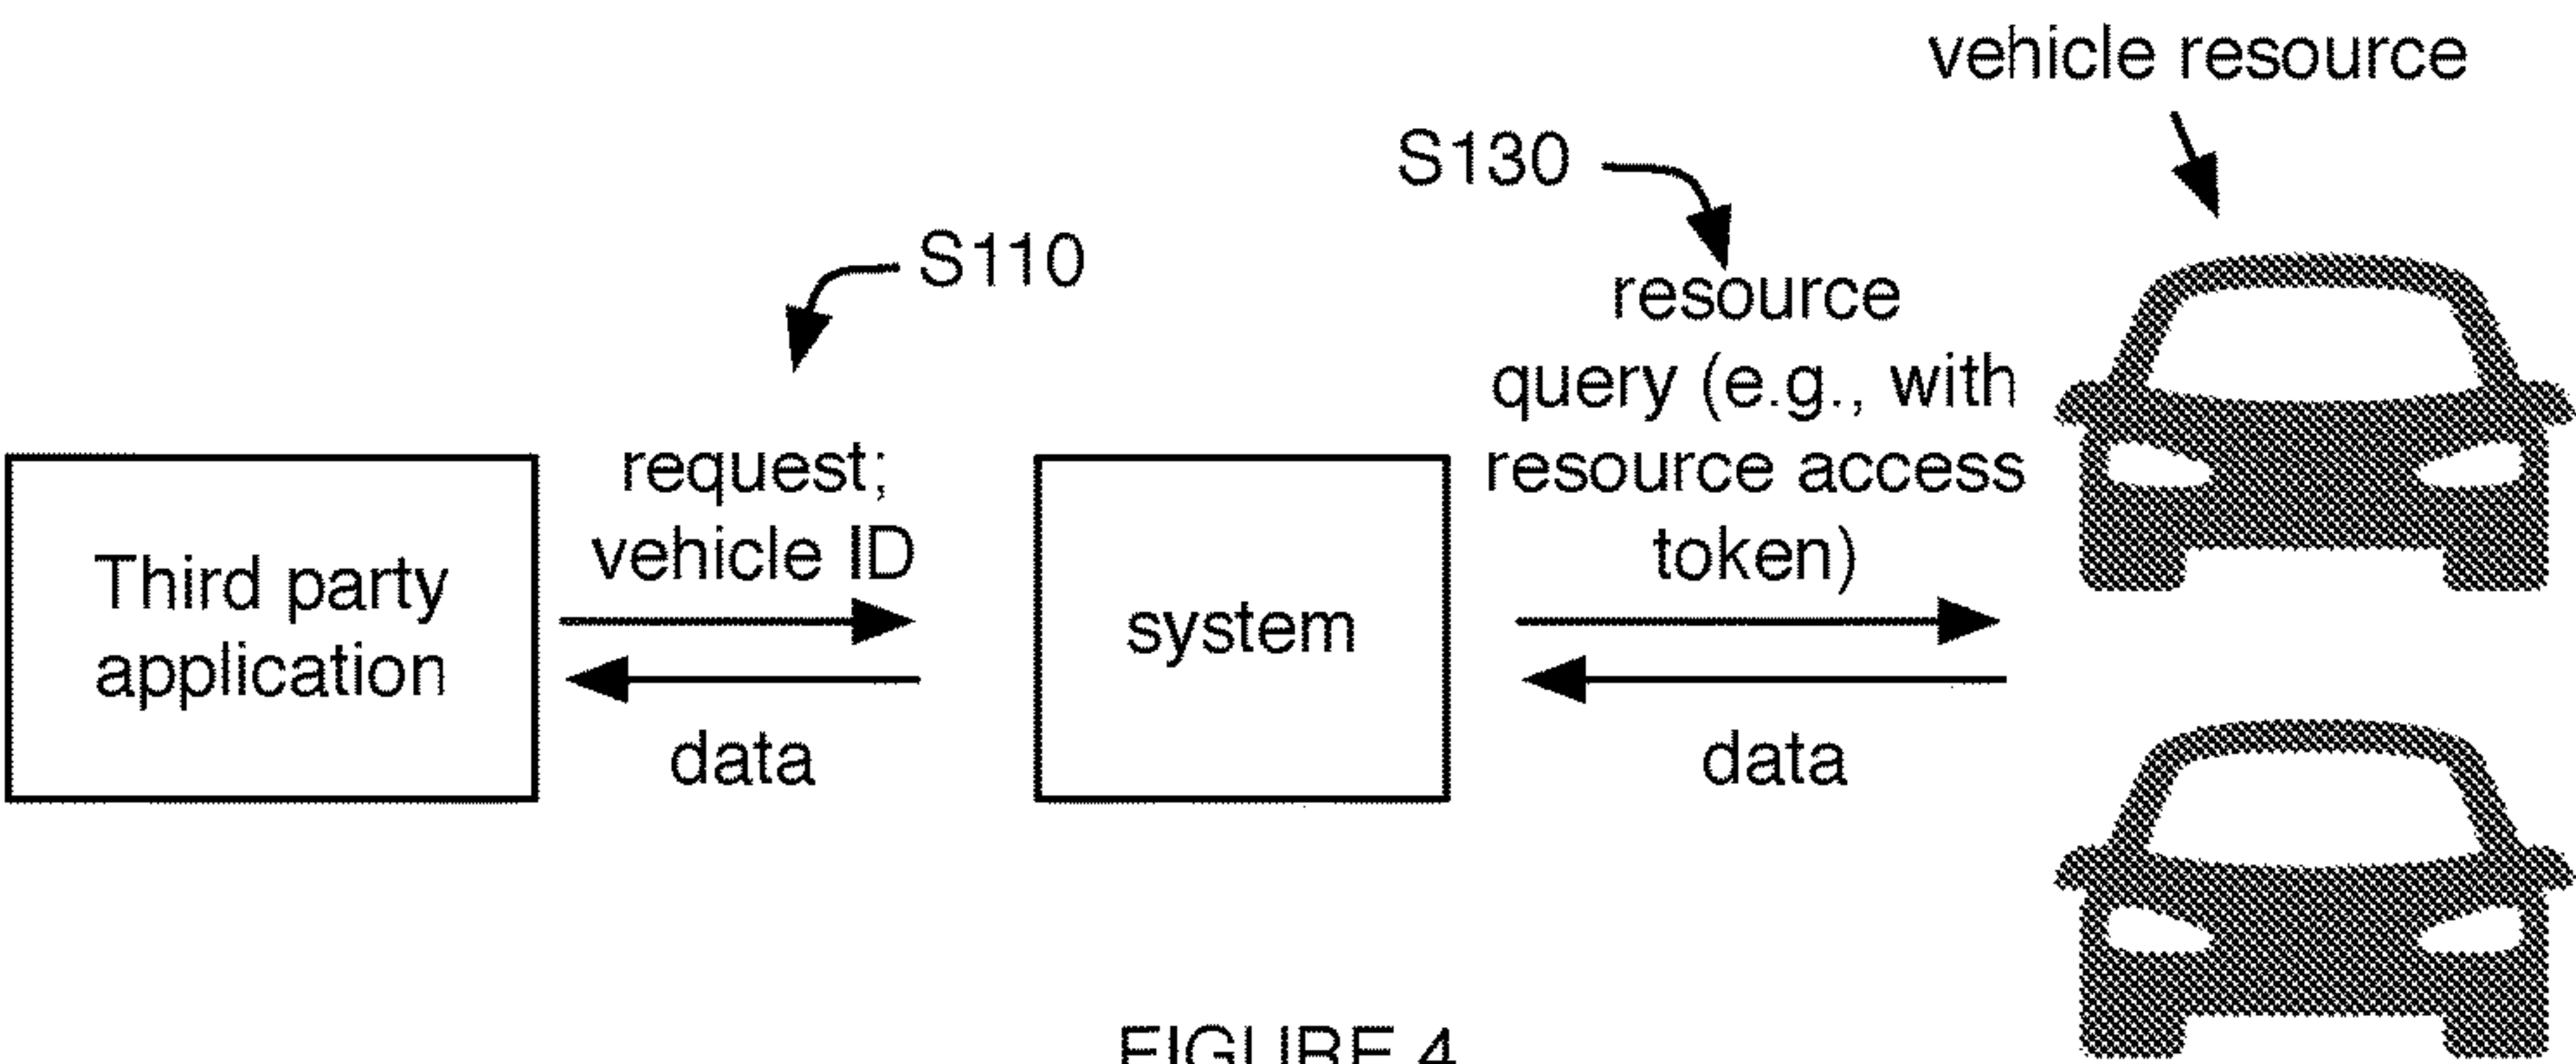 vehicle resource
S130
S110
resource
query (e.g., with
resource access
token)
request;
vehicle ID
Third party
application
system
data
data
FIGURE 4